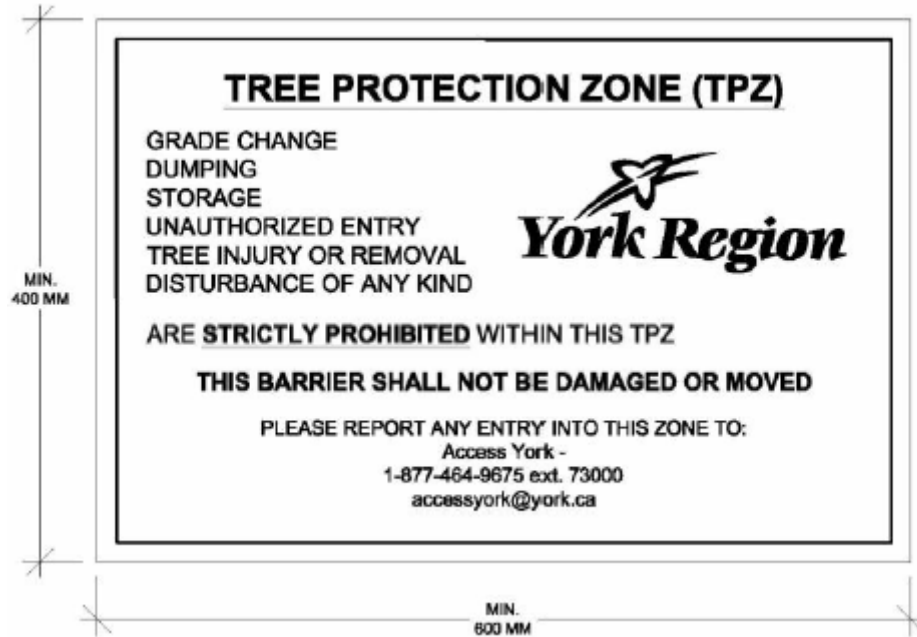 TREE PROTECTION ZONE (TPZ)
GRADE CHANGE
DUMPING
STORAGE
UNAUTHORIZED ENTRY
TREE INJURY OR REMOVAL
DISTURBANCE OF ANY KIND
York Region
ARE STRICTLY PROHIBITED WITHIN THIS TPZ
THIS BARRIER SHALL NOT BE DAMAGED OR MOVED
PLEASE REPORT ANY ENTRY INTO THIS ZONE TO:
Access York -
1-877-464-9675 ext. 73000
accessyork@york.ca
MIN.
400 MM
MIN.
600 MM